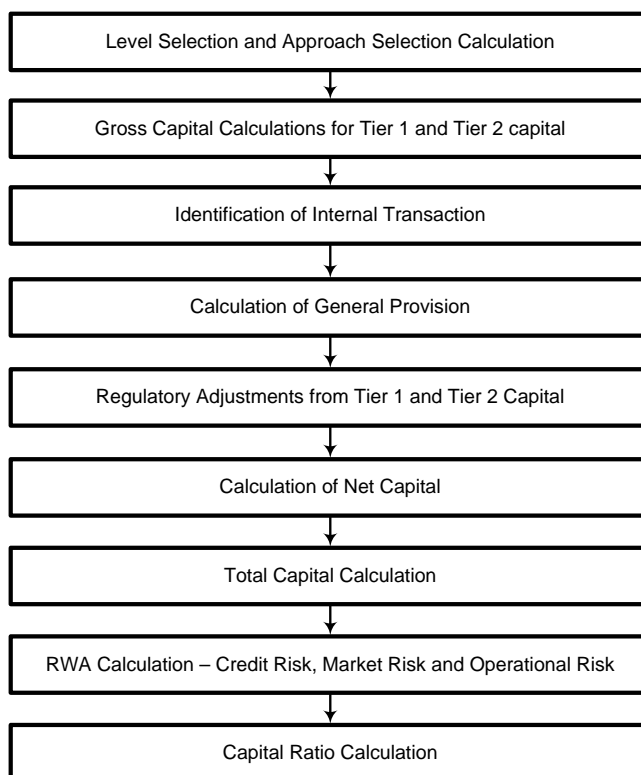 Level Selection and Approach Selection Calculation
Gross Capital Calculations for Tier 1 and Tier 2 capital
Identification of Internal Transaction
Calculation of General Provision
Regulatory Adjustments from Tier 1 and Tier 2 Capital
Calculation of Net Capital
Total Capital Calculation
RWA Calculation – Credit Risk, Market Risk and Operational Risk
Capital Ratio Calculation